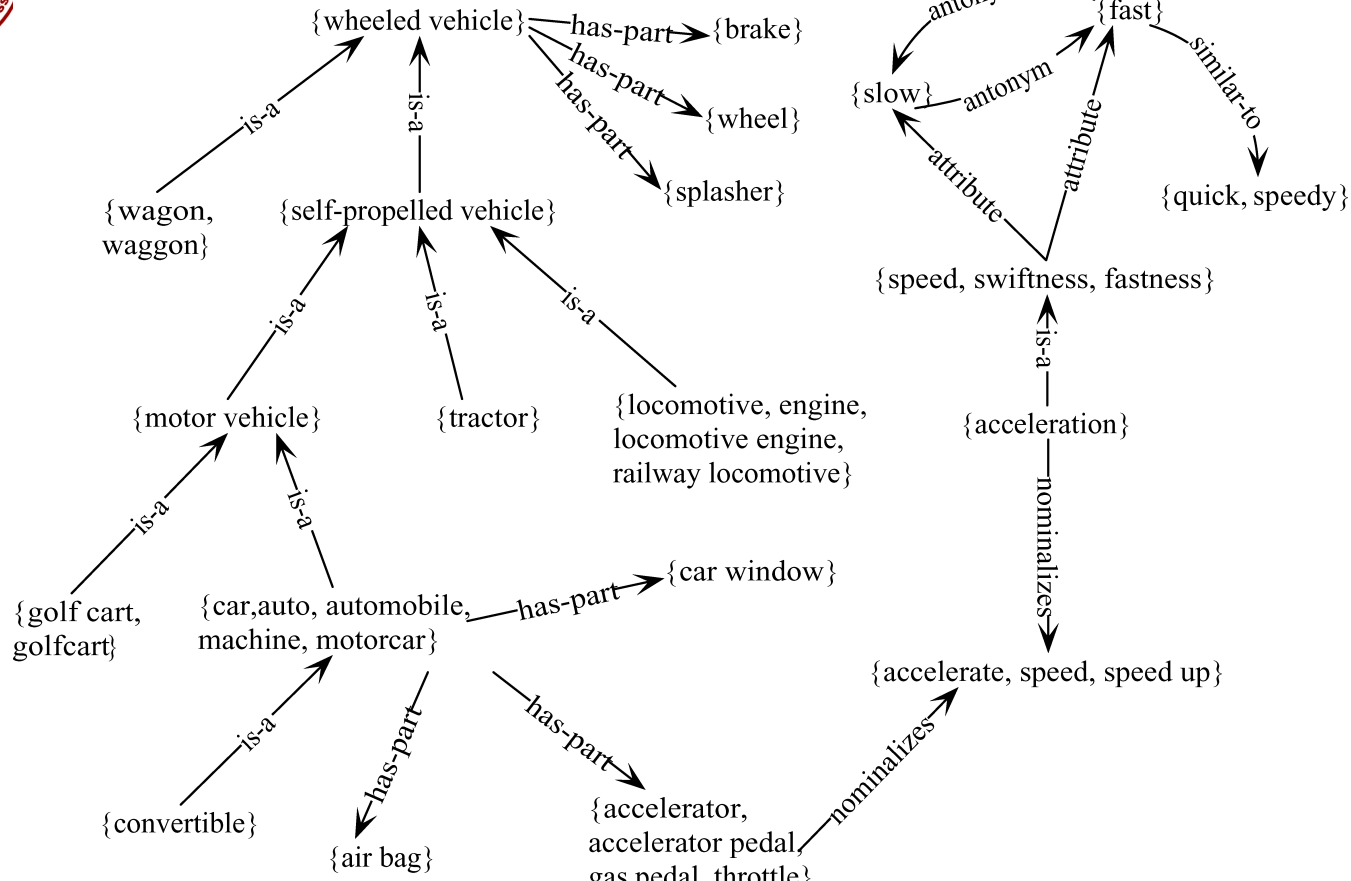 {wheeled vehicle}
has-part
{brake}
has-part
{wheel}
has-part
{splasher}
is-a
is-a
{wagon,
waggon}
{self-propelled vehicle}
is-a
is-a
is-a
{motor vehicle}
{tractor}
{locomotive, engine,
locomotive engine,
railway locomotive}
is-a
is-a
{golf cart,
golfcart}
{car,auto, automobile,
machine, motorcar}
has-part
{car window}
is-a
has-part
has-part
{convertible}
{air bag}
{accelerator,
accelerator pedal,
gas pedal, throttle}
nominalizes
{fast}
{slow}
antonym
similar-to
{quick, speedy}
attribute
attribute
{speed, swiftness, fastness}
is-a
{acceleration}
nominalizes
{accelerate, speed, speed up}